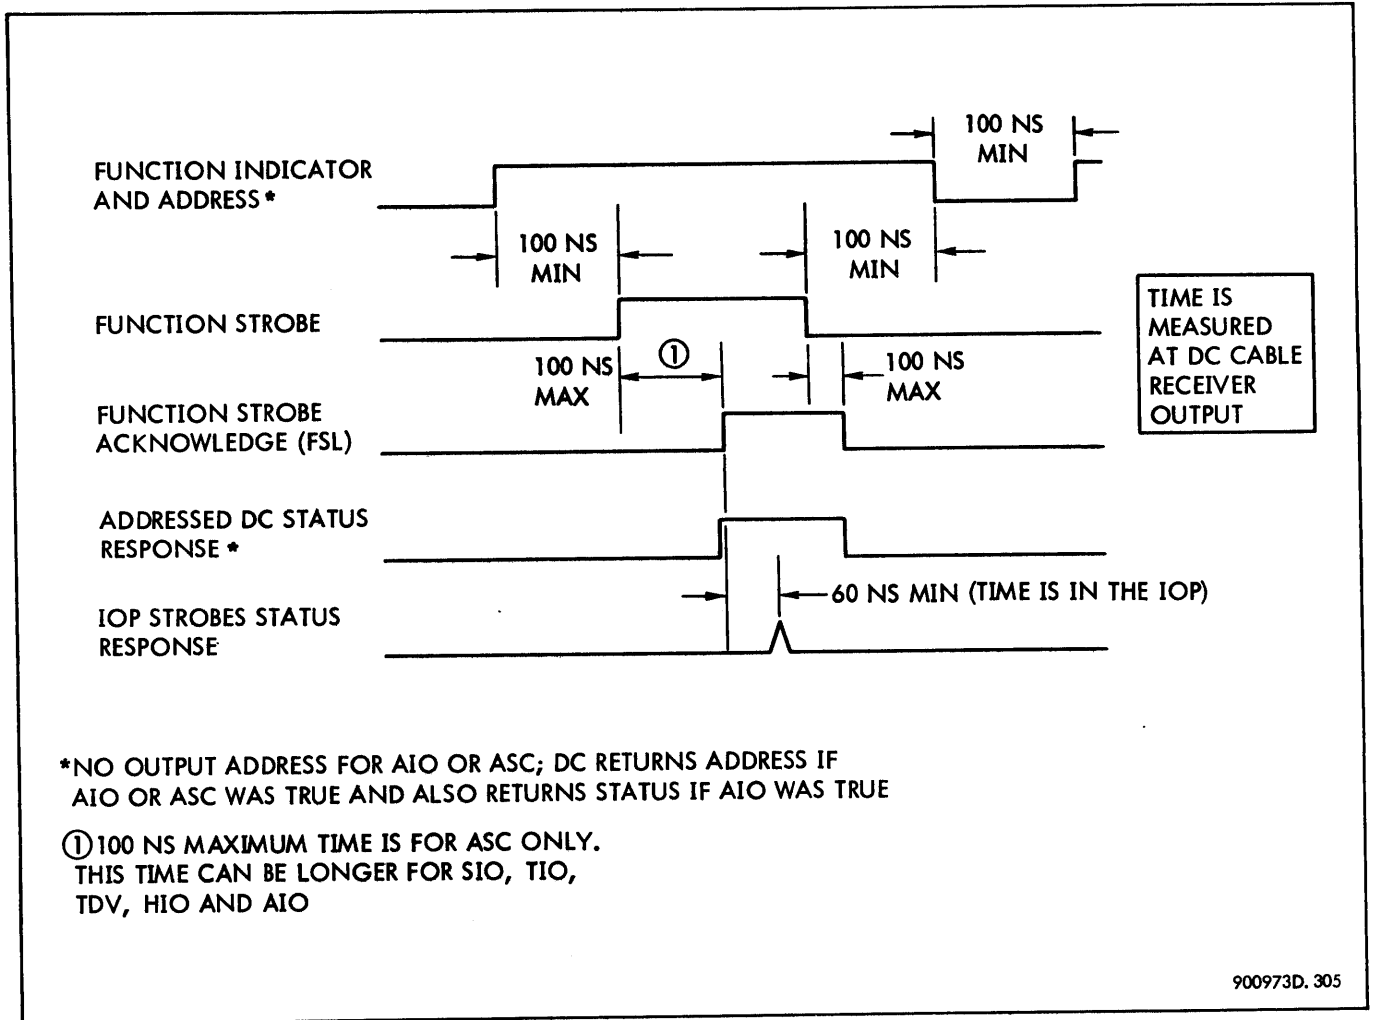 100 NS
MIN
FUNCTION INDICATOR
AND ADDRESS*
100 NS
MIN
100 NS
MIN
FUNCTION STROBE
TIME IS
MEASURED
AT DC CABLE
RECEIVER
OUTPUT
100 NS
MAX
①
100 NS
MAX
FUNCTION STROBE
ACKNOWLEDGE (FSL)
ADDRESSED DC STATUS
RESPONSE*
60 NS MIN (TIME IS IN THE IOP)
IOP STROBES STATUS
RESPONSE
*NO OUTPUT ADDRESS FOR AIO OR ASC; DC RETURNS ADDRESS IF
AIO OR ASC WAS TRUE AND ALSO RETURNS STATUS IF AIO WAS TRUE
①100 NS MAXIMUM TIME IS FOR ASC ONLY.
THIS TIME CAN BE LONGER FOR SIO, TIO,
TDV, HIO AND AIO
900973D. 305